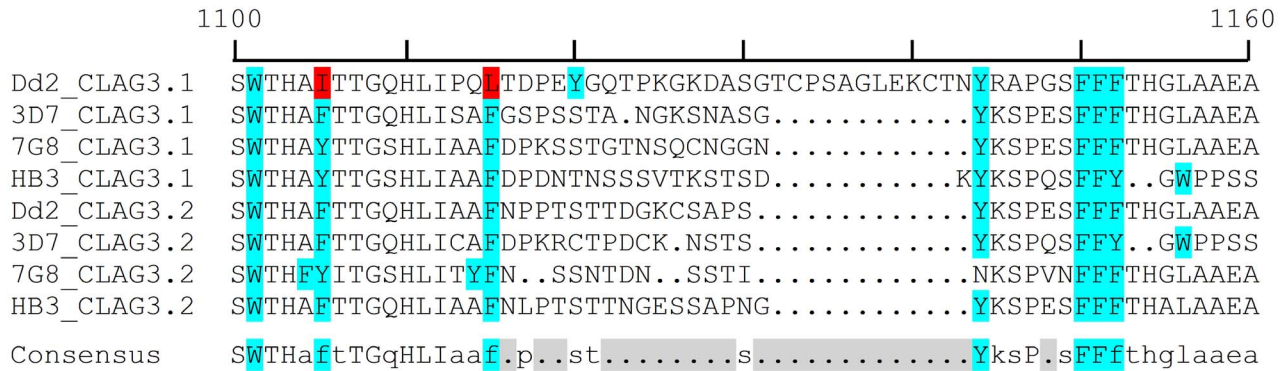 1100 1160
Dd2_CLAG3.1 SWTHAITTGQHLIPQLTDPEYGQTPKGKDASGTCPSAGLEKCTNYRAPGSFFFTHGLAAEA
3D7_CLAG3.1 SWTHAFTTGQHLISAFGSPSSTA.NGKSNASG............YKSPESFFFTHGLAAEA
7G8_CLAG3.1 SWTHAYTTGSHLIAAFDPKSSTGTNSQCNGGN............YKSPESFFFTHGLAAEA
HB3_CLAG3.1 SWTHAYTTGSHLIAAFDPDNTNSSSVTKSTSD...........KYKSPQSFFY..GWPPSS
Dd2_CLAG3.2 SWTHAFTTGQHLIAAFNPPTSTTDGKCSAPS.............YKSPESFFFTHGLAAEA
3D7_CLAG3.2 SWTHAFTTGQHLICAFDPKRCTPDCK.NSTS.............YKSPQSFFY..GWPPSS
7G8_CLAG3.2 SWTHFYITGSHLITYFN..SSNTDN..SSTI.............NKSPVNFFFTHGLAAEA
HB3_CLAG3.2 SWTHAFTTGQHLIAAFNLPTSTTNGESSAPNG............YKSPESFFFTHALAAEA
Consensus SWTHaftTGqHLIaaf.p..st........s.............YksP.sFFfthglaaea